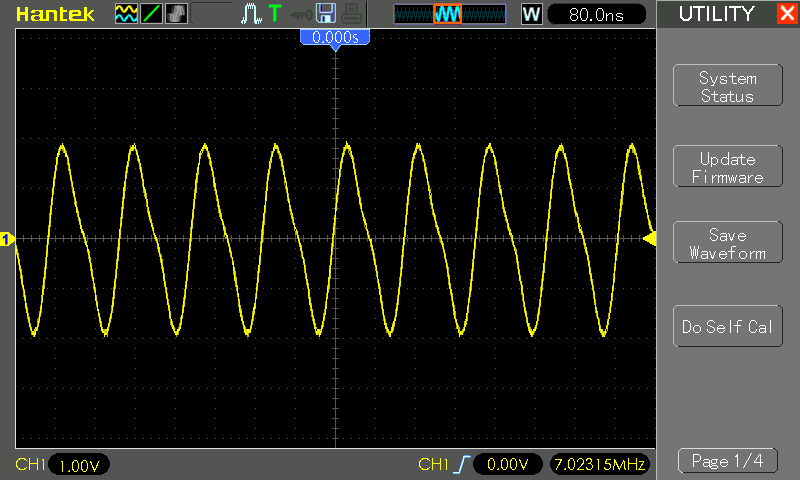 Hantek
T
W
80.0ns
UTILITY
0.000s
System
Status
Update
Firmware
Save
Waveform
Do Self Cal
Page 1/4
1
CH1
1.00V
CH1
0.00V
7.02315MHz